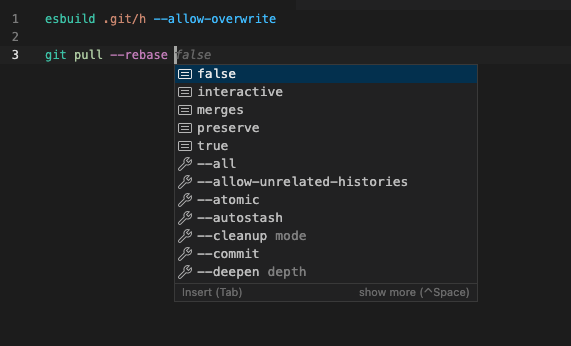 1 esbuild .git/h --allow-overwrite
2
3 git pull --rebase false
false
interactive
merges
preserve
true
--all
--allow-unrelated-histories
--atomic
--autostash
--cleanup mode
--commit
--deepen depth
Insert (Tab) show more (^Space)